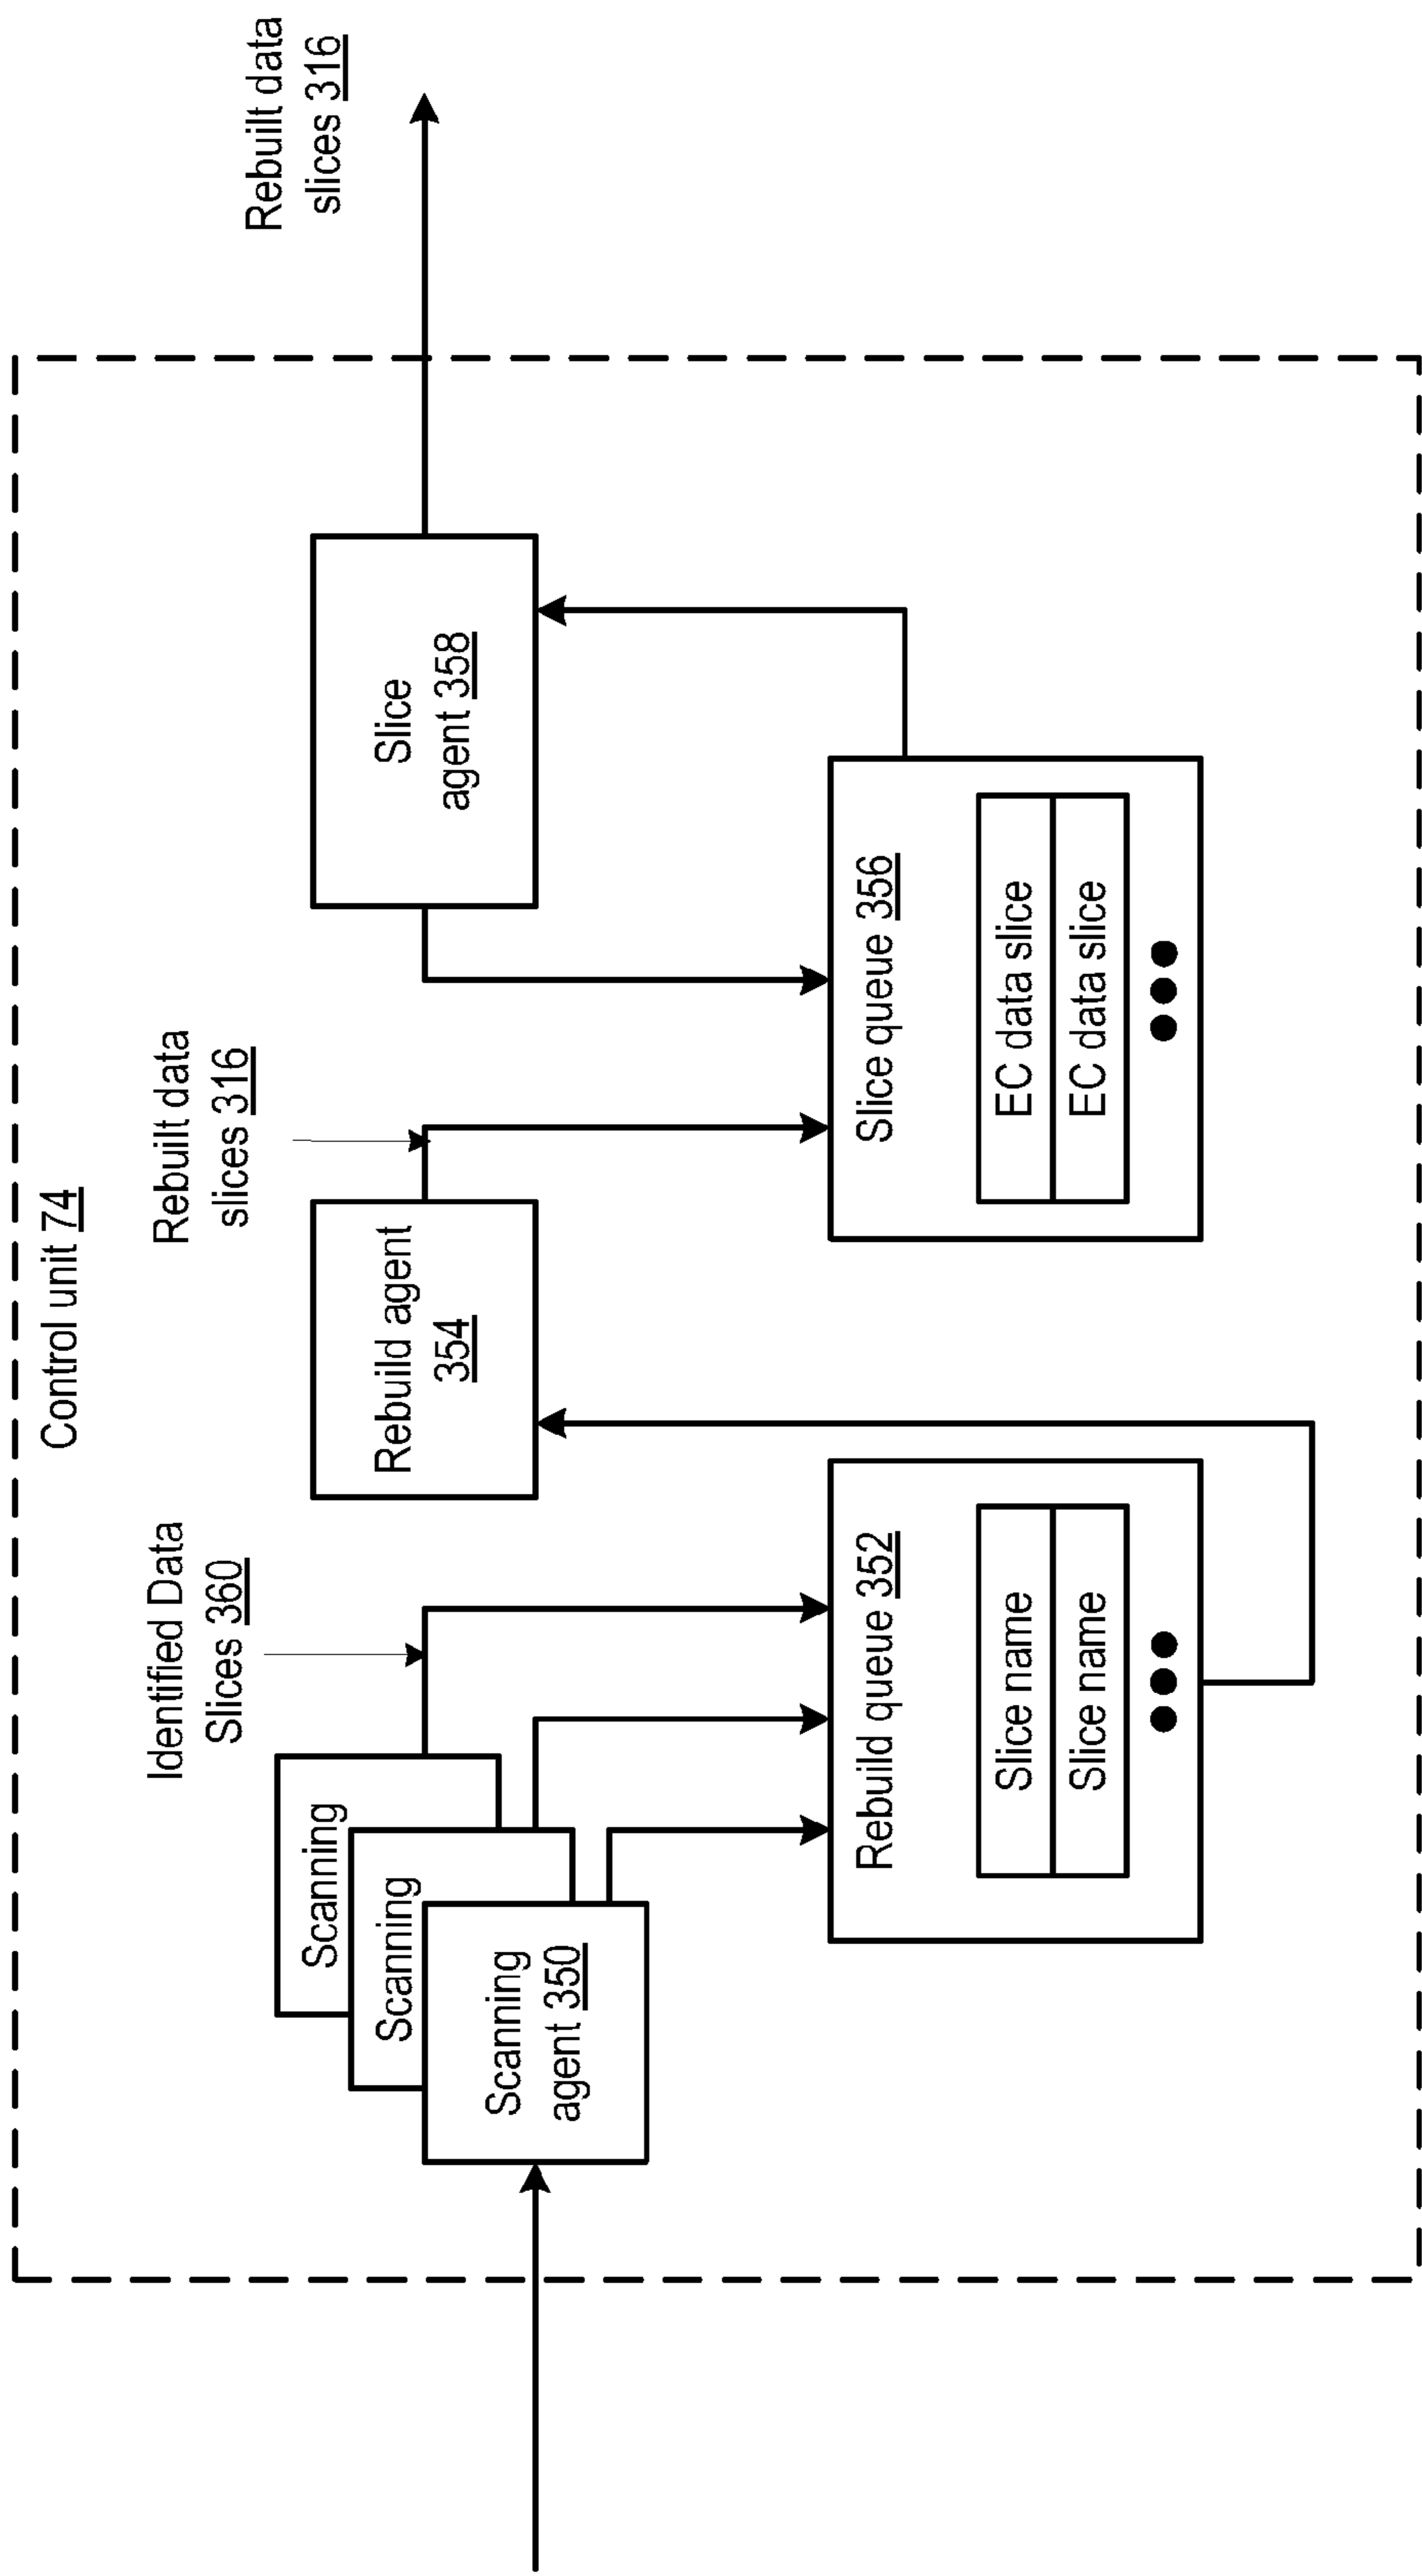 Control unit 74
Identified Data
Slices 360
Rebuilt data
slices 316
Rebuilt data
slices 316
Scanning
Scanning
Scanning
agent 350
Rebuild agent
354
Slice
agent 358
Rebuild queue 352
Slice name
Slice name
Slice queue 356
EC data slice
EC data slice